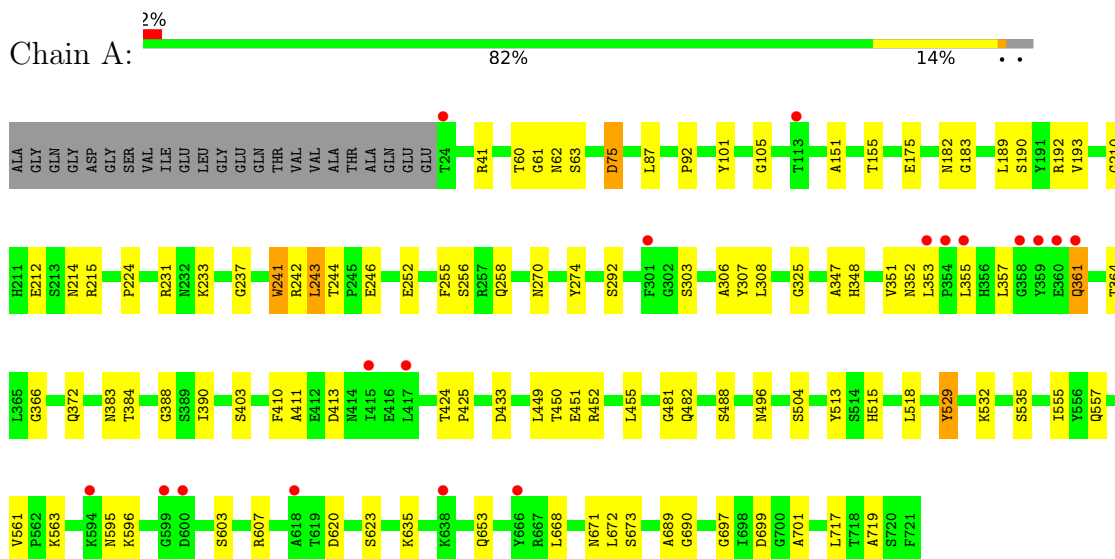 2%
Chain A:
82% 14% • •
ALA GLY GLN GLY ASP GLY SER VAL ILE GLU LEU GLY GLU GLN THR VAL VAL ALA THR ALA GLN GLU GLU T24 R41 T60 G61 N62 S63 D75 L87 P92 Y101 G105 T113 A151 T155 E175 N182 G183 L189 S190 Y191 R192 V193 G210
H211 E212 S213 N214 R215 P224 R231 N232 K233 G237 W241 R242 L243 T244 P245 E246 E252 F255 S256 R257 Q258 N270 Y274 S292 F301 G302 S303 A306 Y307 L308 G325 A347 H348 V351 N352 L353 P354 L355 H356 L357 G358 Y359 E360 Q361 T364
L365 G366 Q372 N383 T384 G388 S389 I390 S403 F410 A411 E412 D413 N414 I415 E416 L417 T424 P425 D433 L449 T450 E451 R452 L455 G481 Q482 S488 N496 S504 Y513 S514 H515 L518 Y529 K532 S535 I555 Y556 Q557
V561 P562 K563 K594 N595 K596 G599 D600 S603 R607 A618 T619 D620 S623 K635 K638 Q653 Y666 R667 L668 N671 L672 S673 A689 G690 G697 I698 D699 G700 A701 L717 T718 A719 S720 F721